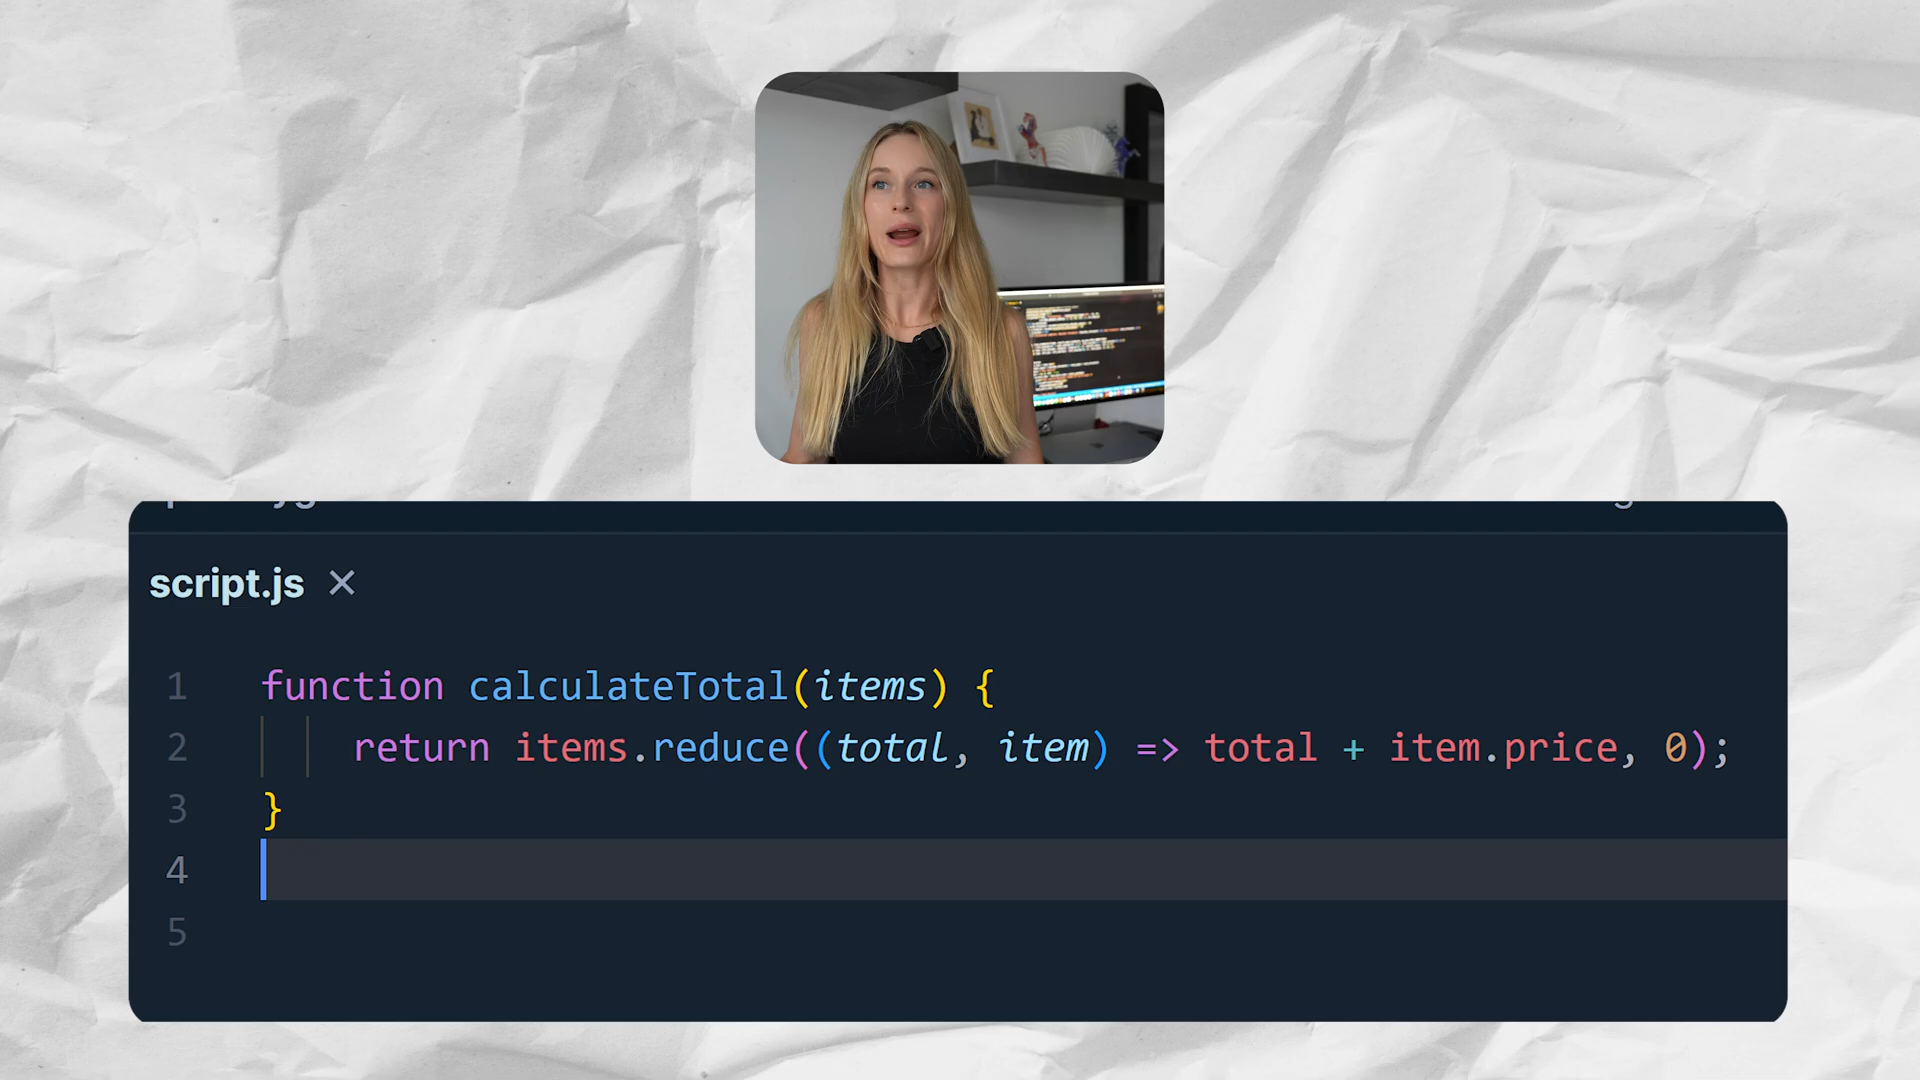 script.js ×
1 function calculateTotal(items) {
2 return items.reduce((total, item) => total + item.price, 0);
3 }
4
5